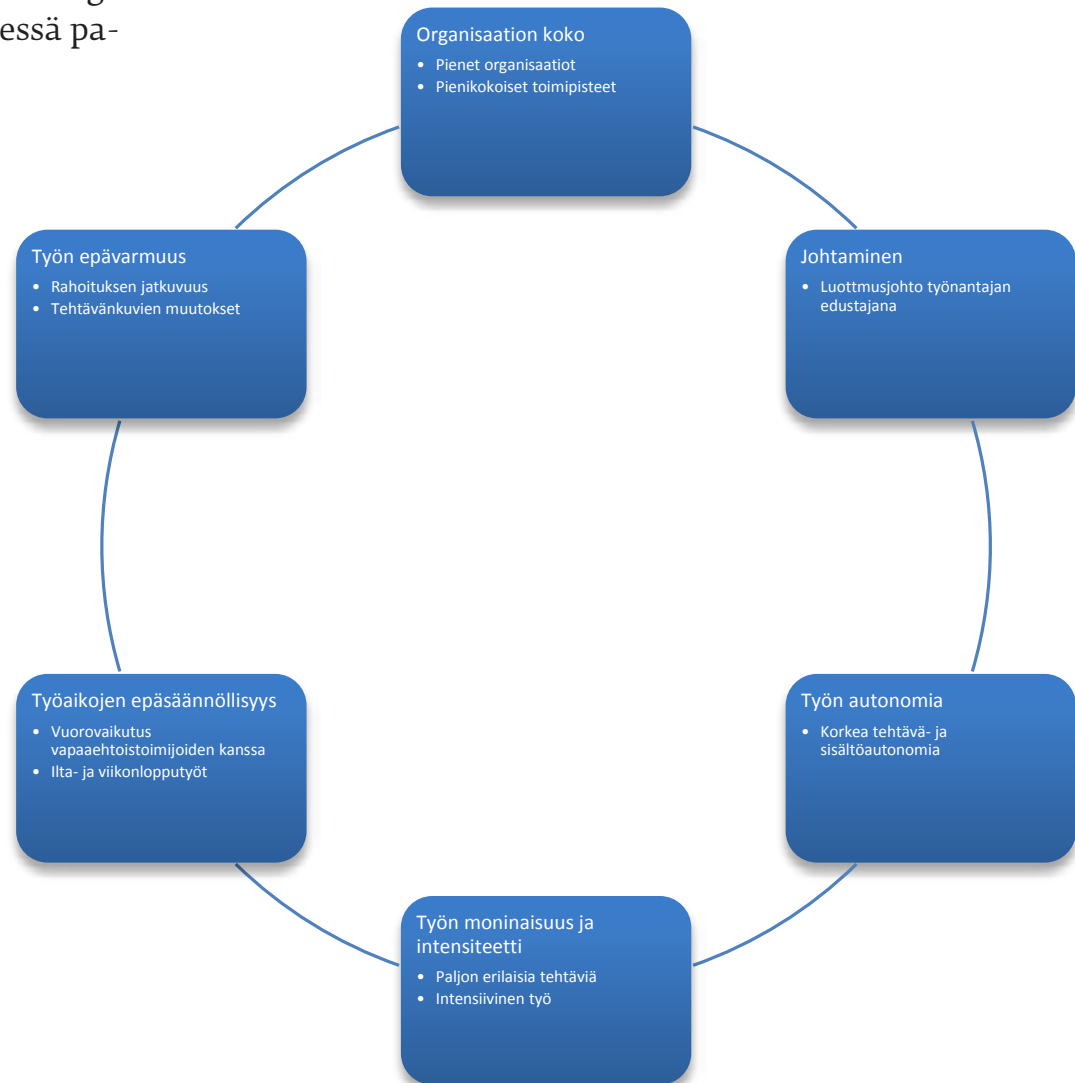 essä pa-
Organisaation koko
• Pienet organisaatiot
• Pienikokoiset toimipisteet
Johtaminen
• Luottmusjohto työnantajan
edustajana
Työn autonomia
• Korkea tehtävä- ja
sisältöautonomia
Työn moninaisuus ja
intensiteetti
• Paljon erilaisia tehtäviä
• Intensiivinen työ
Työaikojen epäsäännöllisyys
• Vuorovaikutus
vapaaehtoistoimijoiden kanssa
• Ilta- ja viikonlopputyöt
Työn epävarmuus
• Rahoituksen jatkuvuus
• Tehtävänkuvien muutokset